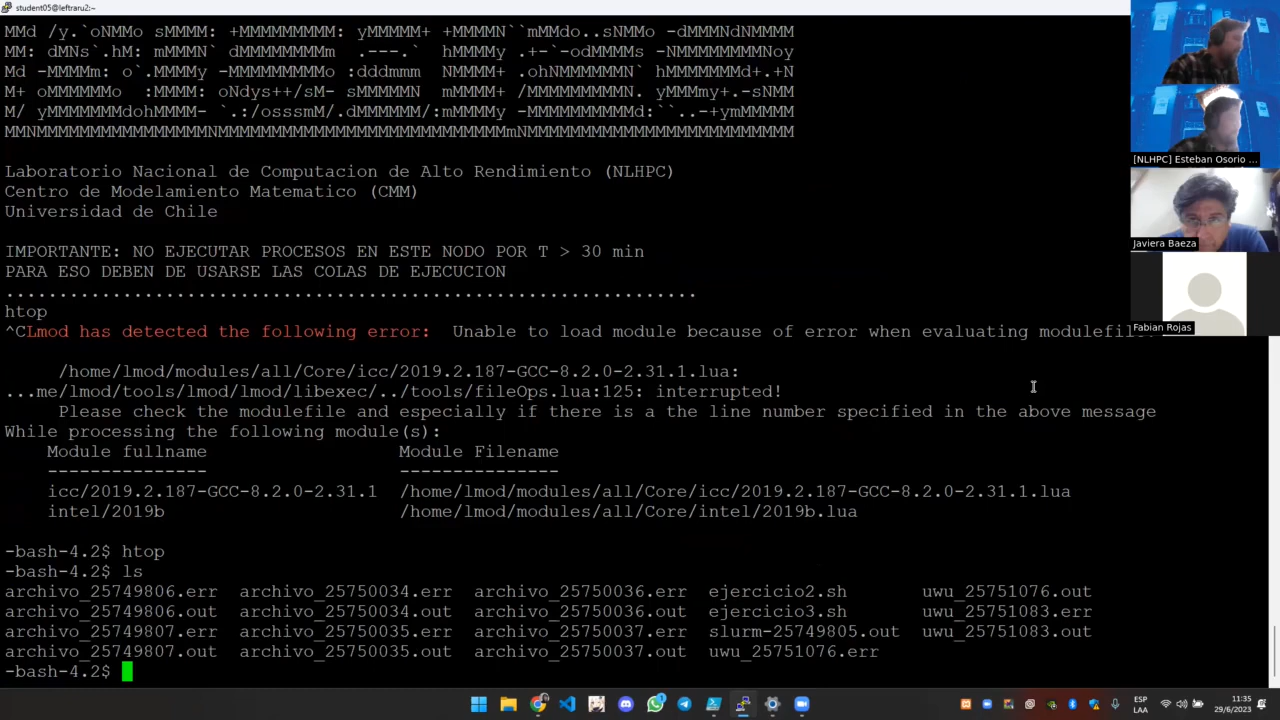 student05@leftraru2:~
MMd /y.`oNMMo sMMMM: +MMMMMMMMM: yMMMMM+ +MMMMN``mMMdo..sNMMo -dMMMNdNMMMM
MM: dMNs`.hM: mMMMN` dMMMMMMMMm  .---.`  hMMMMy .+-`-odMMMMs -NMMMMMMMNoy
Md -MMMMm: o`.MMMMy -MMMMMMMMMo :dddmmm  NMMMM+ .ohNMMMMMMN` hMMMMMMMd+.+N
M+ oMMMMMMo  :MMMM: oNdys++/sM- sMMMMMN  mMMMM+ /MMMMMMMMMN. yMMMmy+.-sNMM
M/ yMMMMMMMdohMMMM- `.:/osssmM/.dMMMMMM/:mMMMMy -MMMMMMMMMd:``..-+ymMMMMM
MMNMMMMMMMMMMMMMMMMNMMMMMMMMMMMMMMMMMMMMMMMMMMMmNMMMMMMMMMMMMMMMMMMMMMMMMMM
Laboratorio Nacional de Computacion de Alto Rendimiento (NLHPC)
Centro de Modelamiento Matematico (CMM)
Universidad de Chile
IMPORTANTE: NO EJECUTAR PROCESOS EN ESTE NODO POR T > 30 min
PARA ESO DEBEN DE USARSE LAS COLAS DE EJECUCION
.................................................................
htop
^CLmod has detected the following error:  Unable to load module because of error when evaluating modulefil
/home/lmod/modules/all/Core/icc/2019.2.187-GCC-8.2.0-2.31.1.lua:
...me/lmod/tools/lmod/lmod/libexec/../tools/fileOps.lua:125: interrupted!
Please check the modulefile and especially if there is a the line number specified in the above message
While processing the following module(s):
Module fullname                  Module Filename
---------------                  ---------------
icc/2019.2.187-GCC-8.2.0-2.31.1  /home/lmod/modules/all/Core/icc/2019.2.187-GCC-8.2.0-2.31.1.lua
intel/2019b                      /home/lmod/modules/all/Core/intel/2019b.lua
-bash-4.2$ htop
-bash-4.2$ ls
archivo_25749806.err  archivo_25750034.err  archivo_25750036.err  ejercicio2.sh       uwu_25751076.out
archivo_25749806.out  archivo_25750034.out  archivo_25750036.out  ejercicio3.sh       uwu_25751083.err
archivo_25749807.err  archivo_25750035.err  archivo_25750037.err  slurm-25749805.out  uwu_25751083.out
archivo_25749807.out  archivo_25750035.out  archivo_25750037.out  uwu_25751076.err
-bash-4.2$
[NLHPC] Esteban Osorio ...
Javiera Baeza
Fabian Rojas
ESP
LAA
11:35
29/6/2023